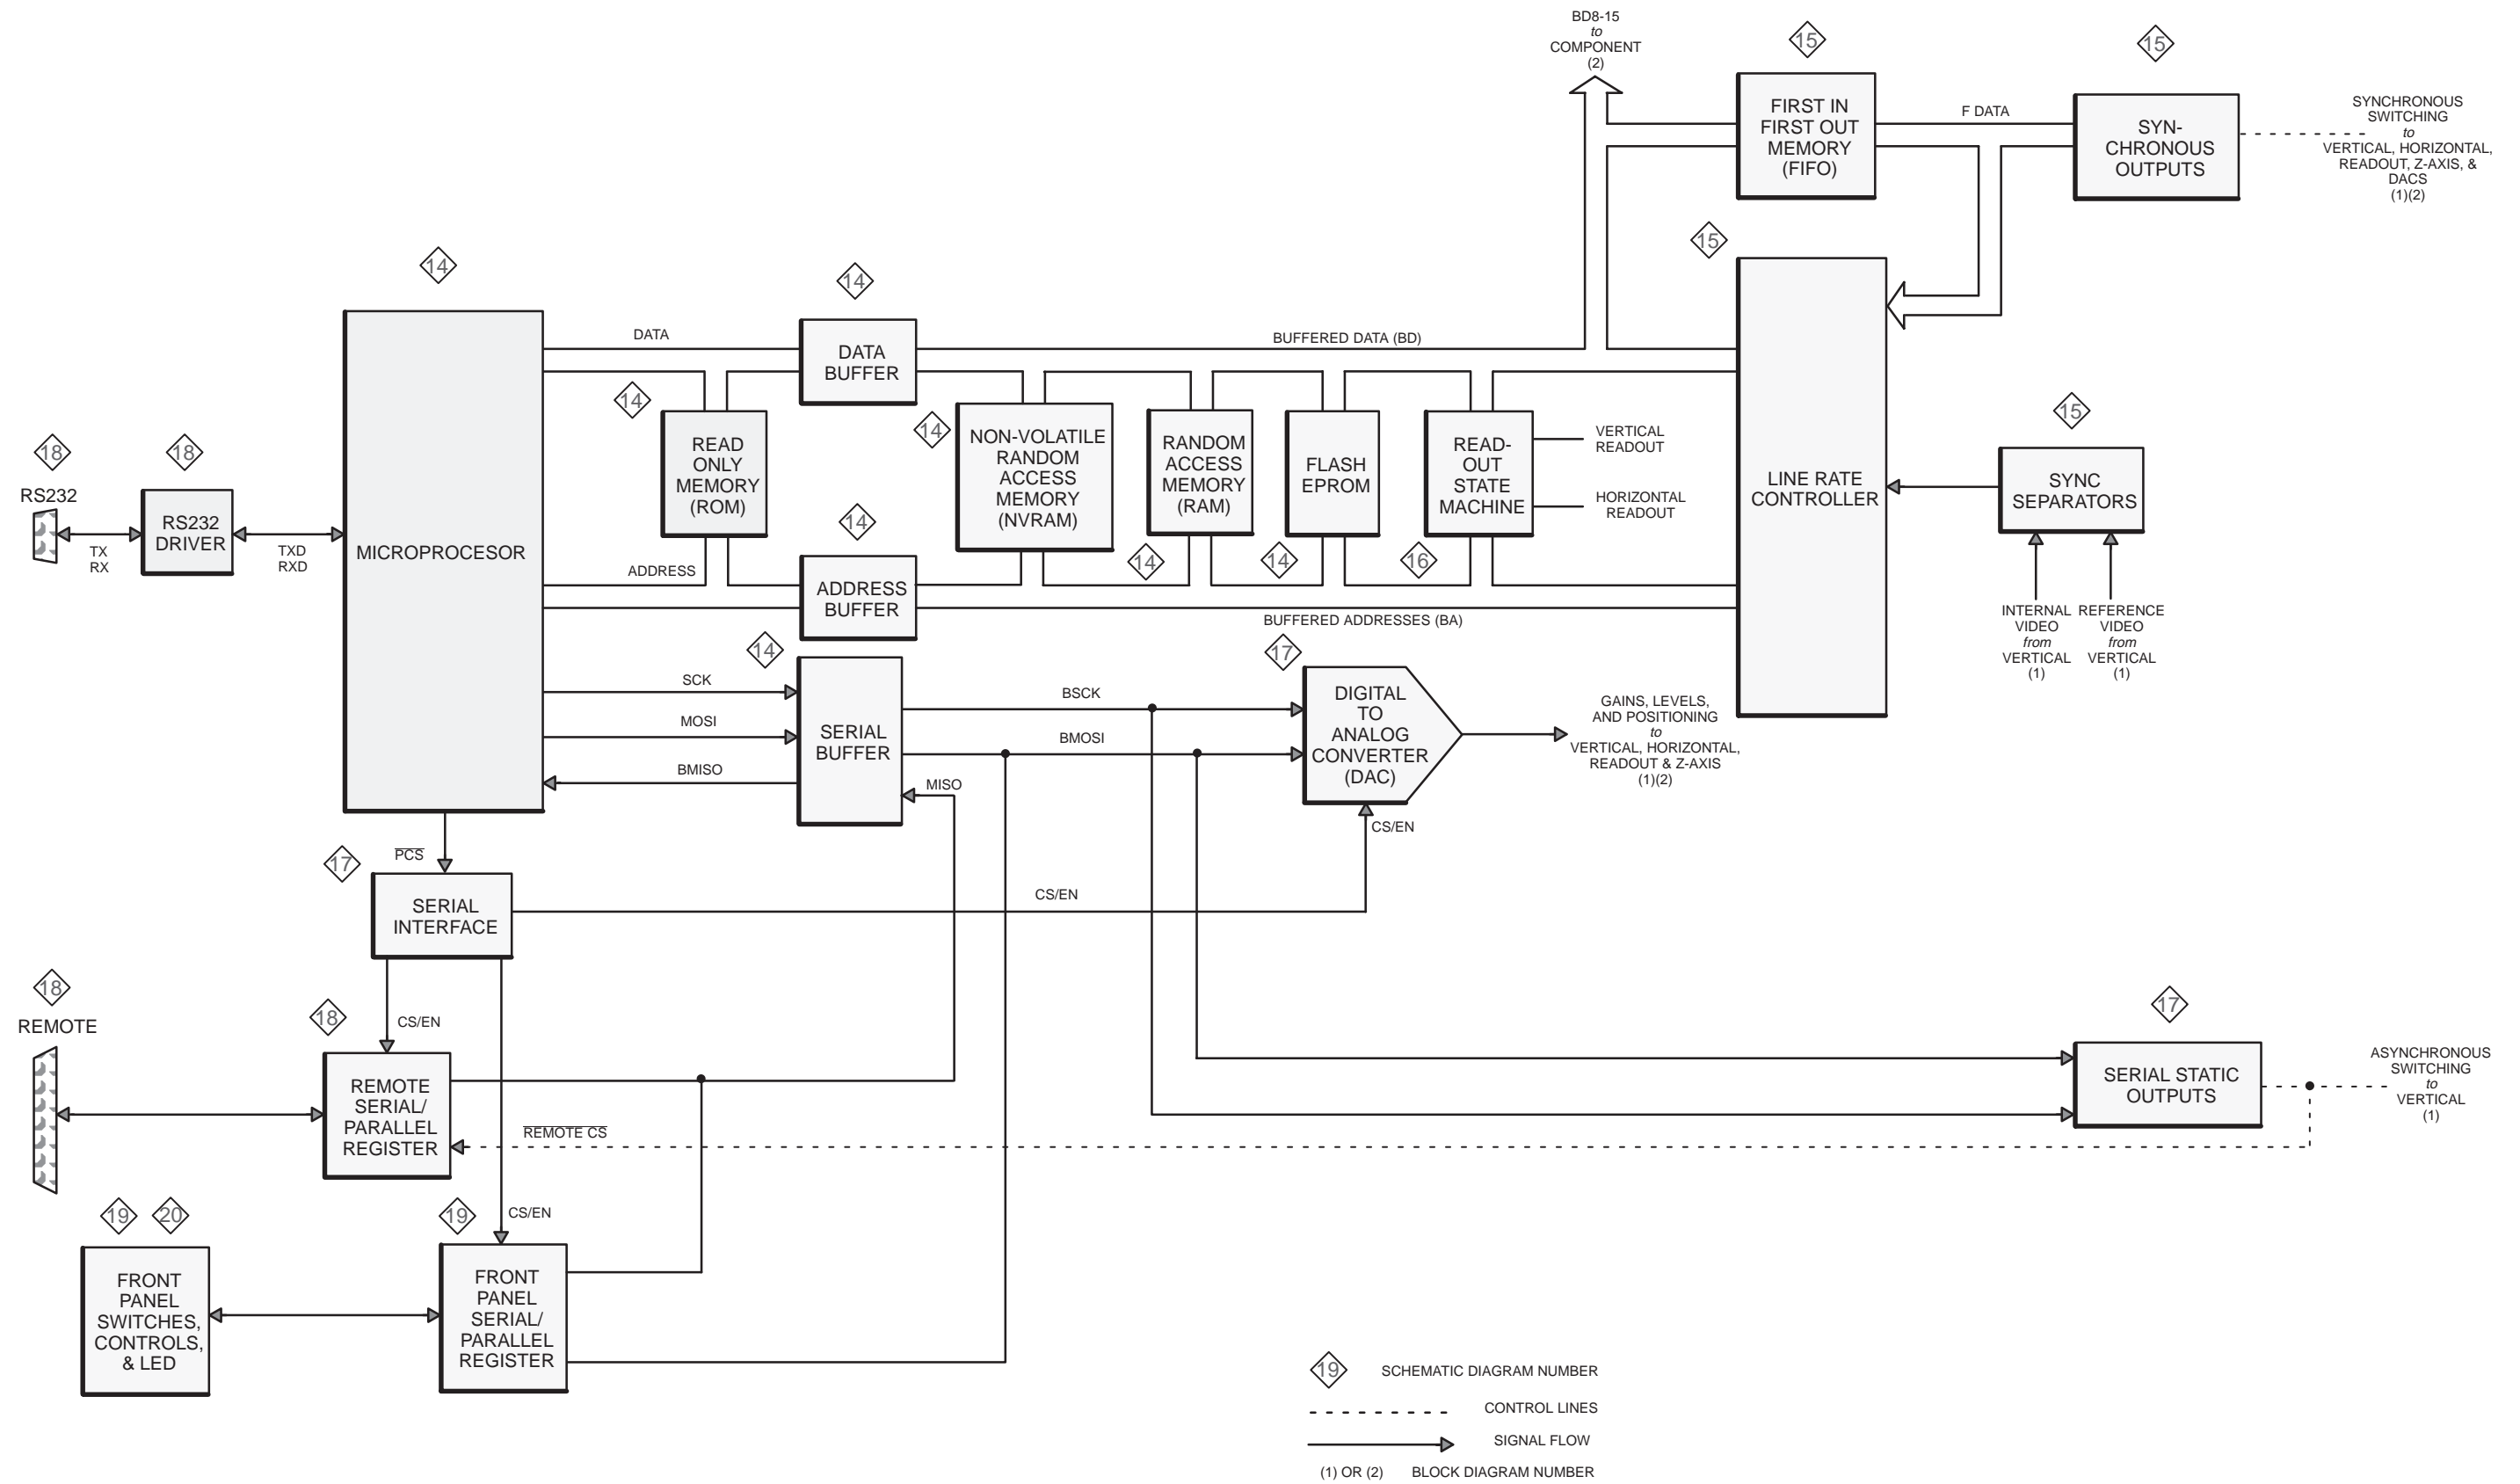 BD8-15
to
COMPONENT
(2)
15
15
FIRST IN
FIRST OUT
MEMORY
(FIFO)
F DATA
SYN-
CHRONOUS
OUTPUTS
SYNCHRONOUS
SWITCHING
to
VERTICAL, HORIZONTAL,
READOUT, Z-AXIS, &
DACS
(1)(2)
15
14
14
DATA
DATA
BUFFER
BUFFERED DATA (BD)
14
14
READ
ONLY
MEMORY
(ROM)
NON-VOLATILE
RANDOM
ACCESS
MEMORY
(NVRAM)
RANDOM
ACCESS
MEMORY
(RAM)
FLASH
EPROM
READ-
OUT
STATE
MACHINE
VERTICAL
READOUT
HORIZONTAL
READOUT
LINE RATE
CONTROLLER
15
SYNC
SEPARATORS
18
RS232
18
RS232
DRIVER
TX
RX
TXD
RXD
MICROPROCESOR
14
14
14
16
ADDRESS
ADDRESS
BUFFER
BUFFERED ADDRESSES (BA)
INTERNAL
VIDEO
from
VERTICAL
(1)
REFERENCE
VIDEO
from
VERTICAL
(1)
14
17
SCK
MOSI
BMISO
SERIAL
BUFFER
BSCK
BMOSI
MISO
DIGITAL
TO
ANALOG
CONVERTER
(DAC)
GAINS, LEVELS,
AND POSITIONING
to
VERTICAL, HORIZONTAL,
READOUT & Z-AXIS
(1)(2)
CS/EN
PCS
17
SERIAL
INTERFACE
CS/EN
18
REMOTE
18
CS/EN
REMOTE
SERIAL/
PARALLEL
REGISTER
REMOTE CS
17
SERIAL STATIC
OUTPUTS
ASYNCHRONOUS
SWITCHING
to
VERTICAL
(1)
19
20
19
CS/EN
FRONT
PANEL
SWITCHES,
CONTROLS,
& LED
FRONT
PANEL
SERIAL/
PARALLEL
REGISTER
19
SCHEMATIC DIAGRAM NUMBER
CONTROL LINES
SIGNAL FLOW
(1) OR (2) BLOCK DIAGRAM NUMBER